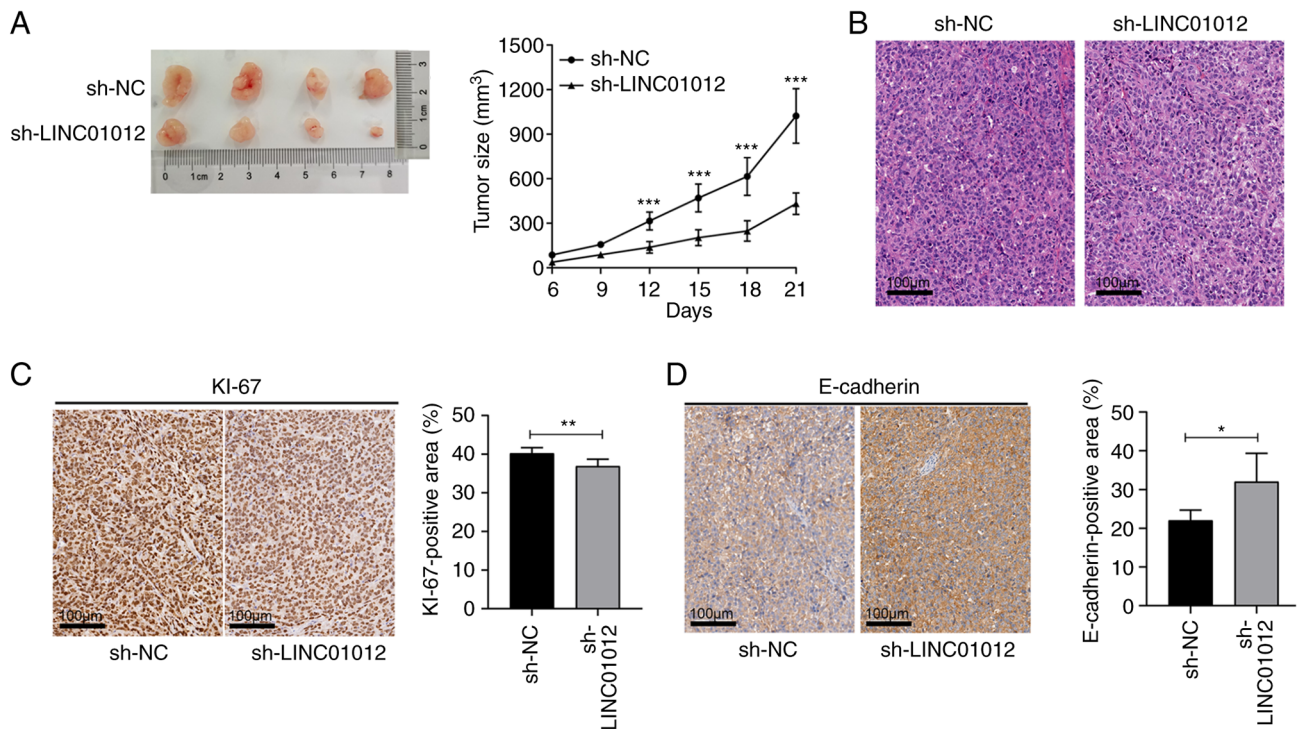 A
sh-NC
sh-LINC01012
3
2
1cm
0
0 1cm 2 3 4 5 6 7 8
Tumor size (mm³)
1500
1200
900
600
300
0
sh-NC
sh-LINC01012
***
***
***
***
6 9 12 15 18 21
Days
B
sh-NC
sh-LINC01012
100µm
100µm
C
KI-67
100µm
100µm
sh-NC
sh-LINC01012
KI-67-positive area (%)
50
40
30
20
10
0
**
sh-NC
sh-
LINC01012
D
E-cadherin
100µm
100µm
sh-NC
sh-LINC01012
E-cadherin-positive area (%)
50
40
30
20
10
0
*
sh-NC
sh-
LINC01012